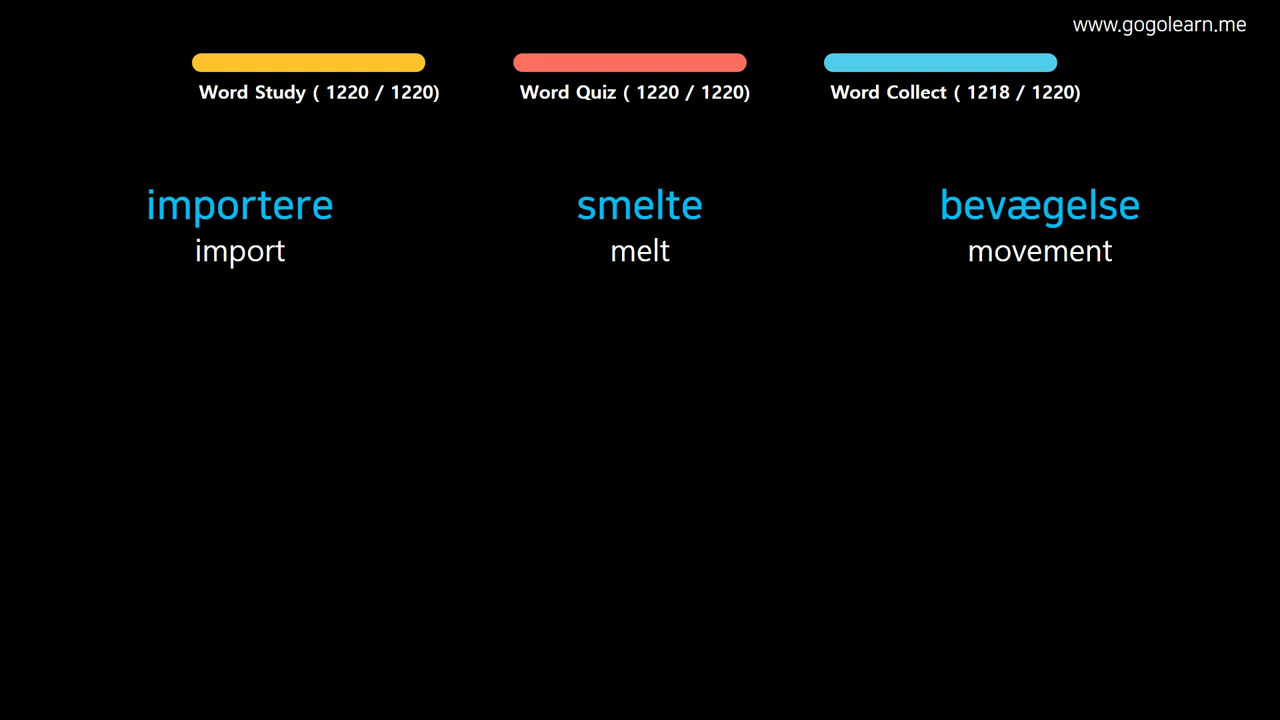 www.gogolearn.me
Word Study ( 1220 / 1220)
Word Quiz ( 1220 / 1220)
Word Collect ( 1218 / 1220)
importere
import
smelte
melt
bevægelse
movement